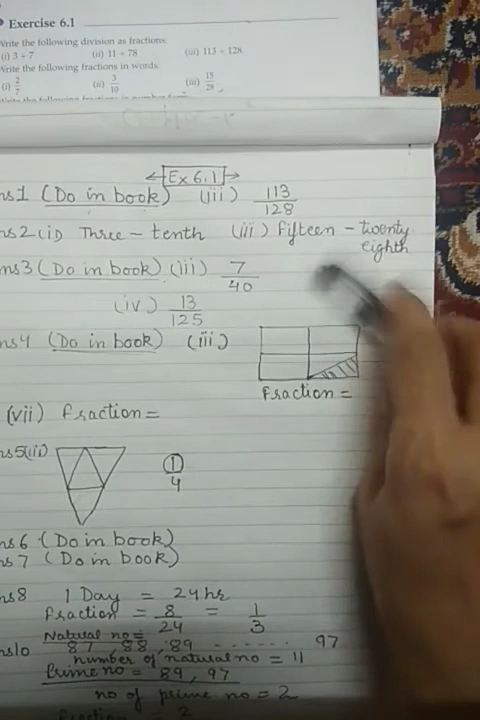 Exercise 6.1
Write the following division as fractions.
(i) 3 ÷ 7 (ii) 11 ÷ 78 (iii) 113 ÷ 128
Write the following fractions in words.
(i) 2/7 (ii) 3/10 (iii) 15/28
Ex 6.1
ns1 (Do in book) (iii) 113/128
ns2 (i) Three - tenth (iii) fifteen - twenty
eighth
ns3 (Do in book) (iii) 7/40
(iv) 13/125
ns4 (Do in book) (iii)
Fraction =
(vii) Fraction =
ns5(ii) 1/4
ns6 (Do in book)
ns7 (Do in book)
ns8 1 Day = 24 hr
Fraction = 8/24 = 1/3
Natural no =
ns10 87, 88, 89 ....... 97
number of natural no = 11
Prime no = 89, 97
no of prime no = 2
Fraction = 2